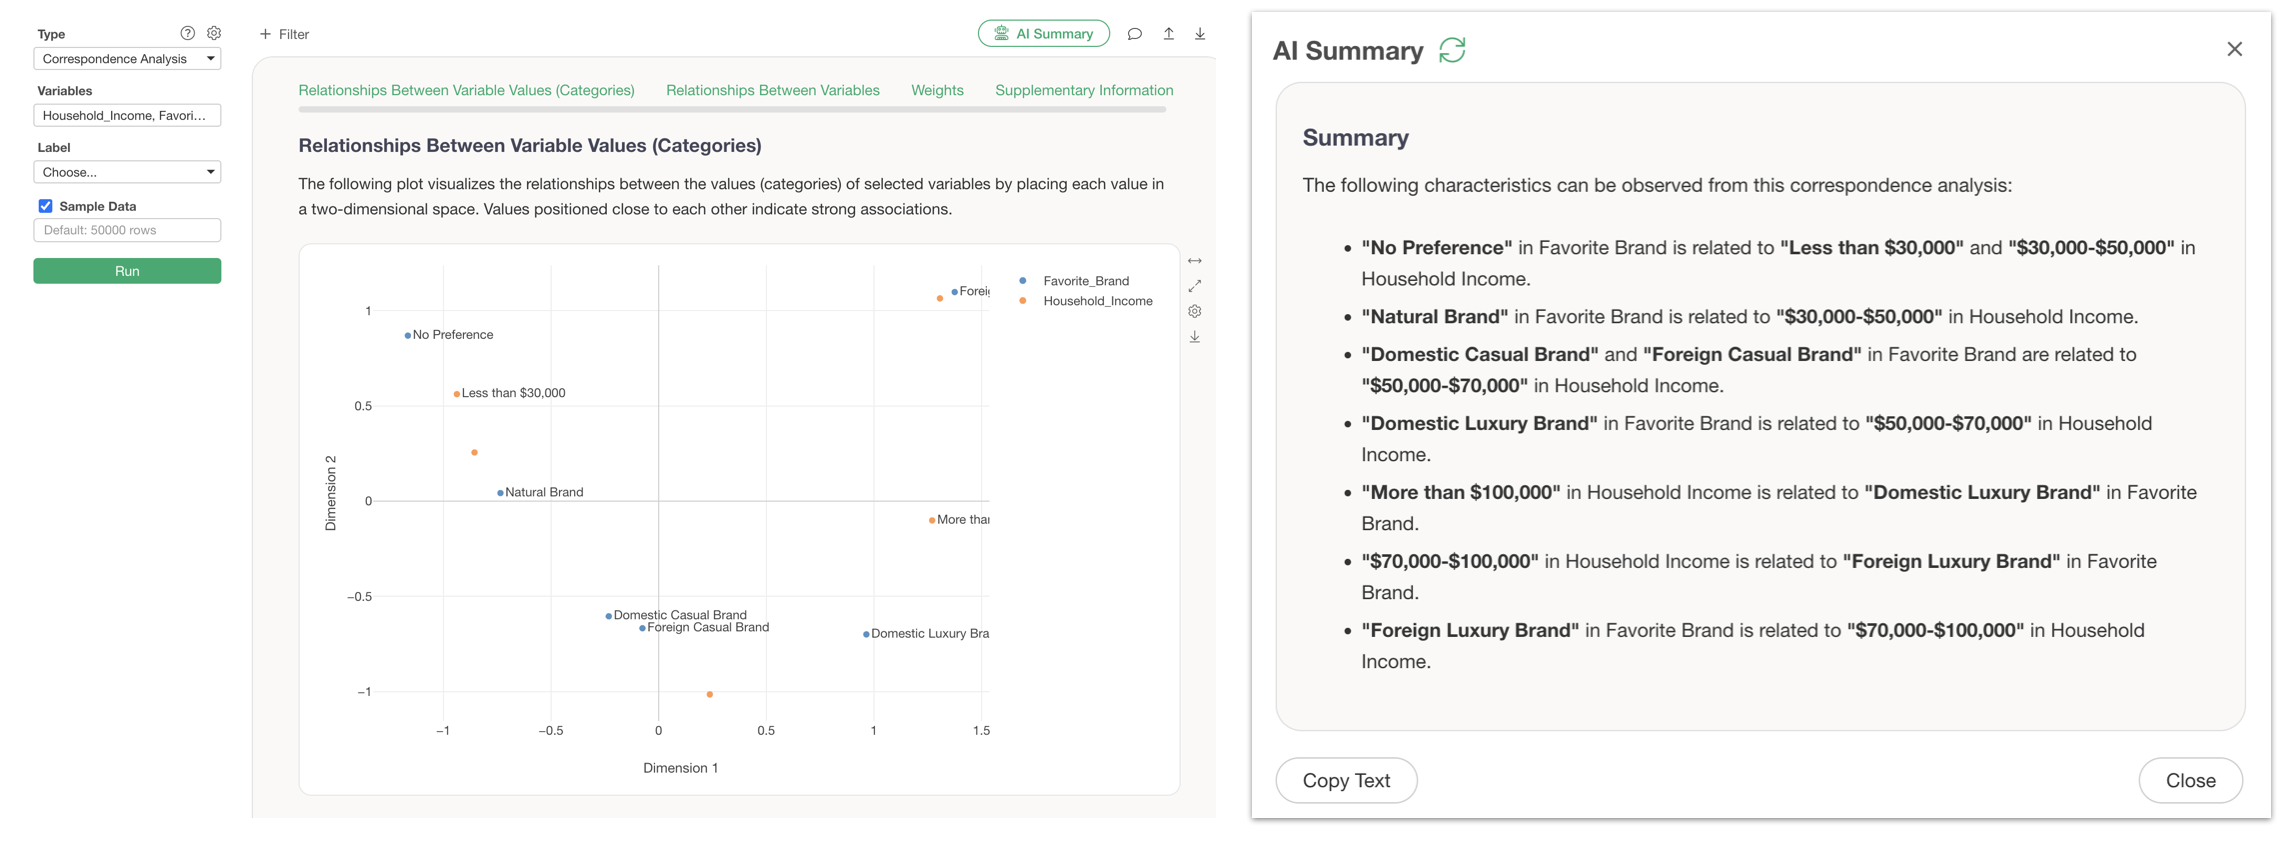 Type
Correspondence Analysis
Variables
Household_Income, Favori...
Label
Choose...
Sample Data
Default: 50000 rows
Run
+ Filter
AI Summary
Relationships Between Variable Values (Categories) Relationships Between Variables Weights Supplementary Information
Relationships Between Variable Values (Categories)
The following plot visualizes the relationships between the values (categories) of selected variables by placing each value in
a two-dimensional space. Values positioned close to each other indicate strong associations.
Favorite_Brand
Household_Income
Foreig
No Preference
Less than $30,000
Natural Brand
More than
Domestic Casual Brand
Foreign Casual Brand
Domestic Luxury Bra
1
0.5
0
−0.5
−1
Dimension 2
−1 −0.5 0 0.5 1 1.5
Dimension 1
AI Summary
Summary
The following characteristics can be observed from this correspondence analysis:
• "No Preference" in Favorite Brand is related to "Less than $30,000" and "$30,000-$50,000" in
Household Income.
• "Natural Brand" in Favorite Brand is related to "$30,000-$50,000" in Household Income.
• "Domestic Casual Brand" and "Foreign Casual Brand" in Favorite Brand are related to
"$50,000-$70,000" in Household Income.
• "Domestic Luxury Brand" in Favorite Brand is related to "$50,000-$70,000" in Household
Income.
• "More than $100,000" in Household Income is related to "Domestic Luxury Brand" in Favorite
Brand.
• "$70,000-$100,000" in Household Income is related to "Foreign Luxury Brand" in Favorite
Brand.
• "Foreign Luxury Brand" in Favorite Brand is related to "$70,000-$100,000" in Household
Income.
Copy Text
Close